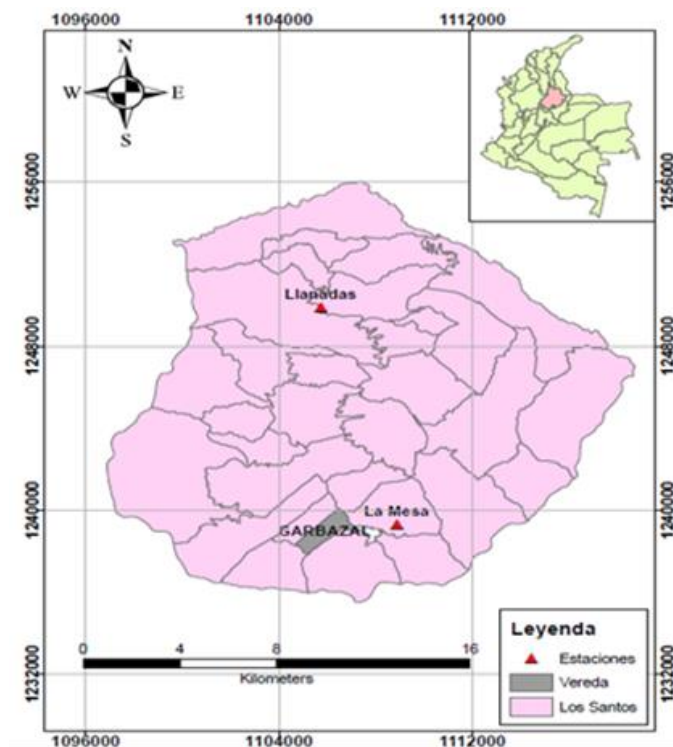 1096000 1104000 1112000
N
W E
S
1256000 1256000
Llanadas
1248000 1248000
1240000 1240000
La Mesa
GARBAZAL
Leyenda
Estaciones
Vereda
Los Santos
0 4 8 16
Kilometers
1232000 1232000
1096000 1104000 1112000